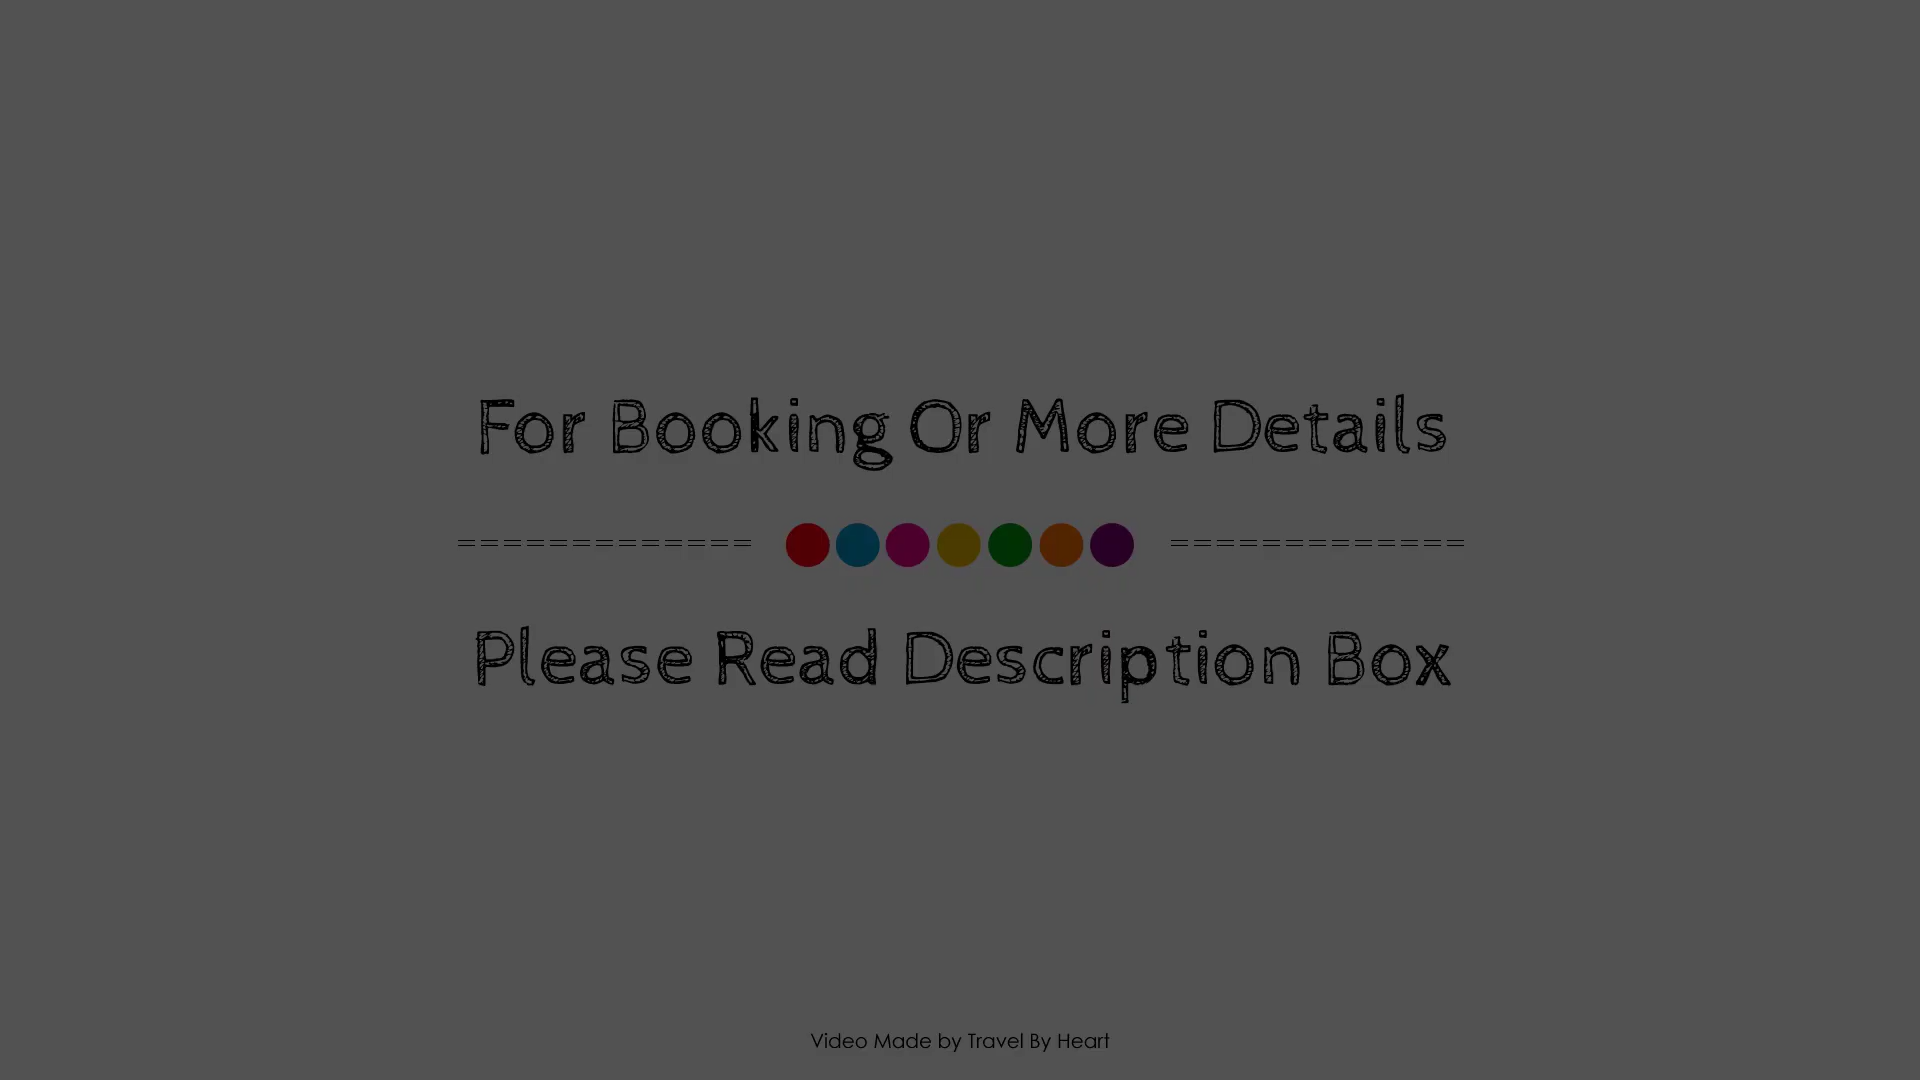 For Booking Or More Details
============= =============
Please Read Description Box
Video Made by Travel By Heart